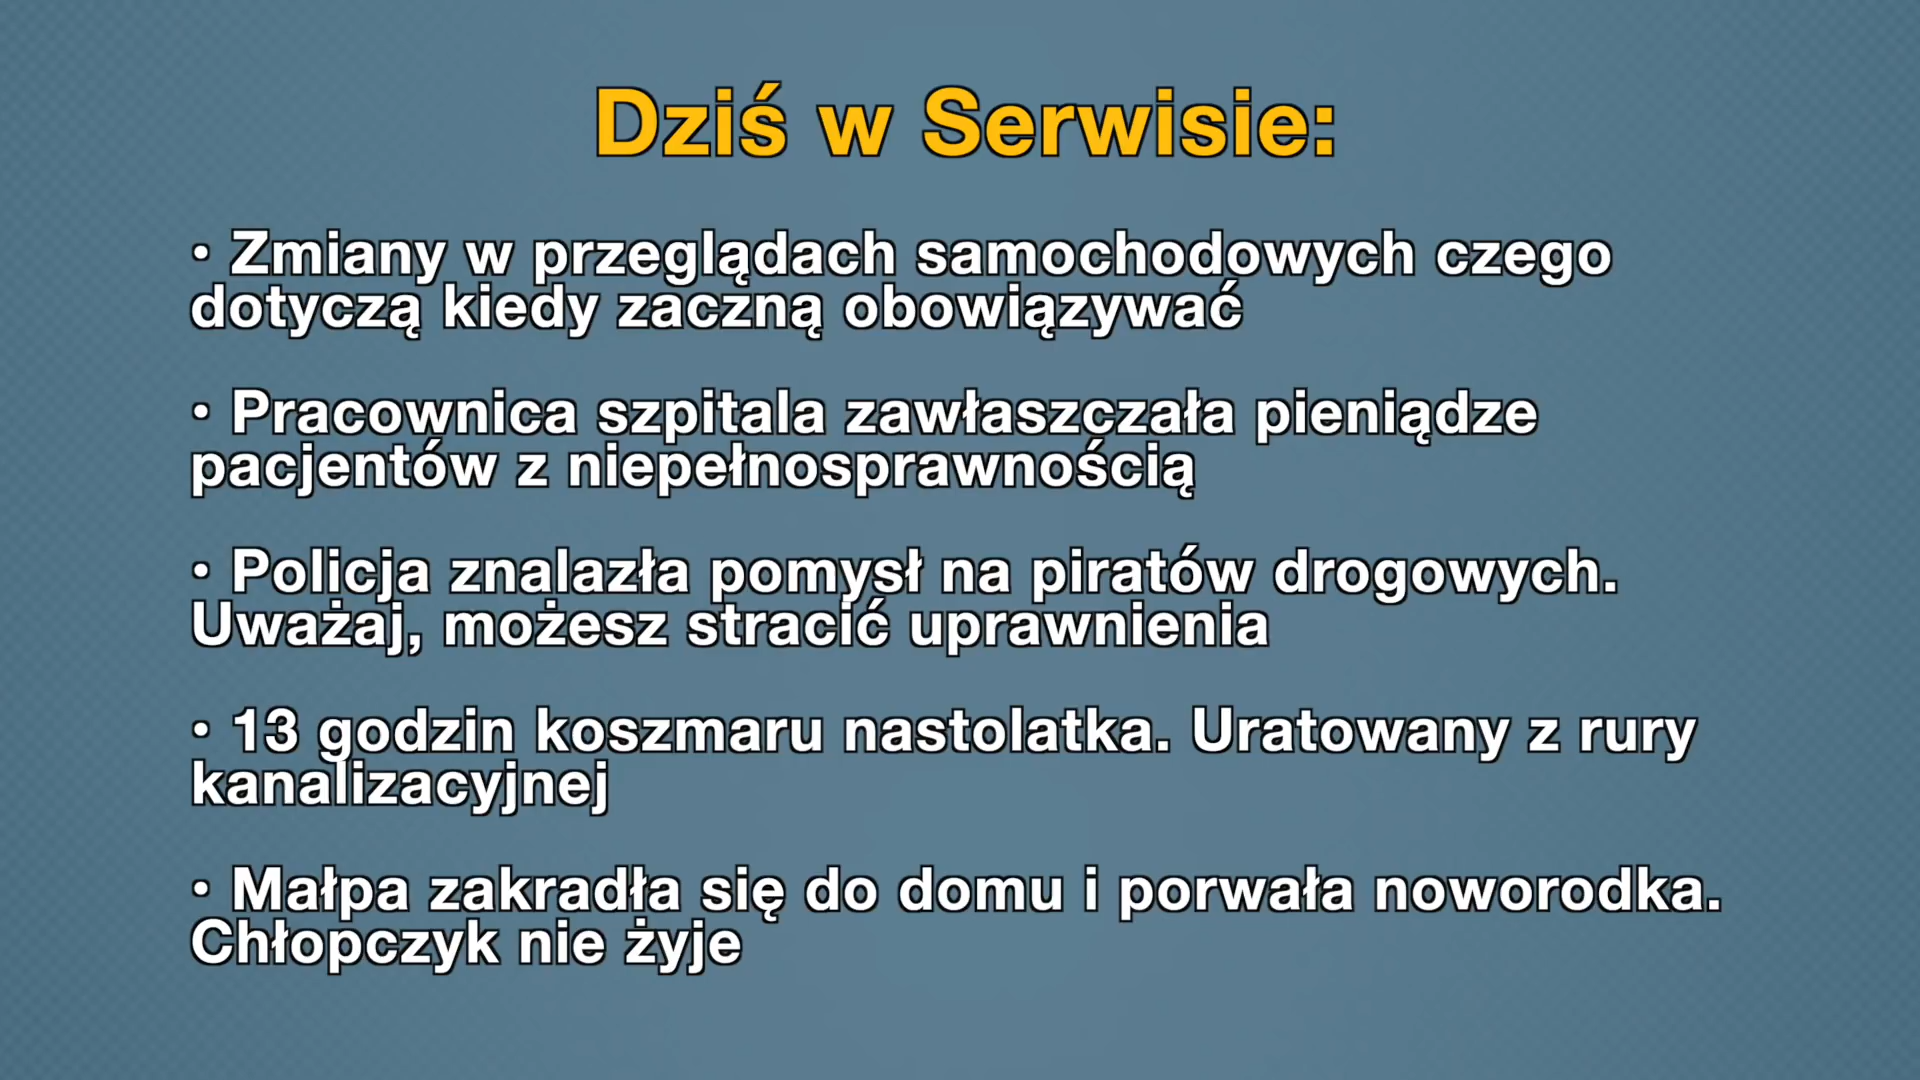 Dziś w Serwisie:
• Zmiany w przeglądach samochodowych czego
dotyczą kiedy zaczną obowiązywać
• Pracownica szpitala zawłaszczała pieniądze
pacjentów z niepełnosprawnością
• Policja znalazła pomysł na piratów drogowych.
Uważaj, możesz stracić uprawnienia
• 13 godzin koszmaru nastolatka. Uratowany z rury
kanalizacyjnej
• Małpa zakradła się do domu i porwała noworodka.
Chłopczyk nie żyje